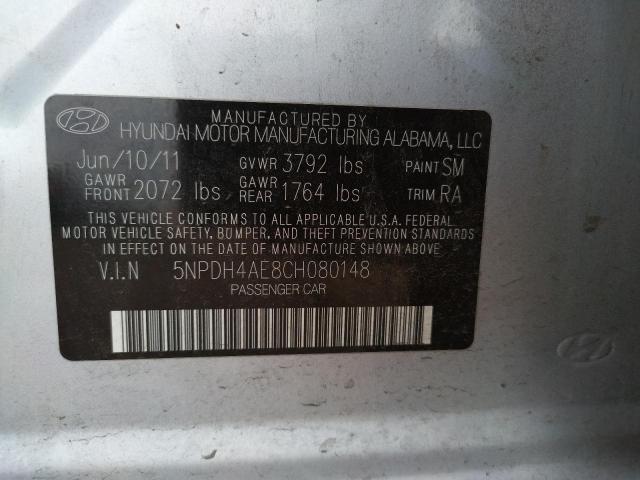 MANUFACTURED BY
HYUNDAI MOTOR MANUFACTURING ALABAMA, LLC
Jun/10/11 GVWR 3792 lbs PAINT SM
GAWR FRONT 2072 lbs GAWR REAR 1764 lbs TRIM RA
THIS VEHICLE CONFORMS TO ALL APPLICABLE U.S.A. FEDERAL
MOTOR VEHICLE SAFETY, BUMPER, AND THEFT PREVENTION STANDARDS
IN EFFECT ON THE DATE OF MANUFACTURE SHOWN ABOVE.
V.I.N 5NPDH4AE8CH080148
PASSENGER CAR